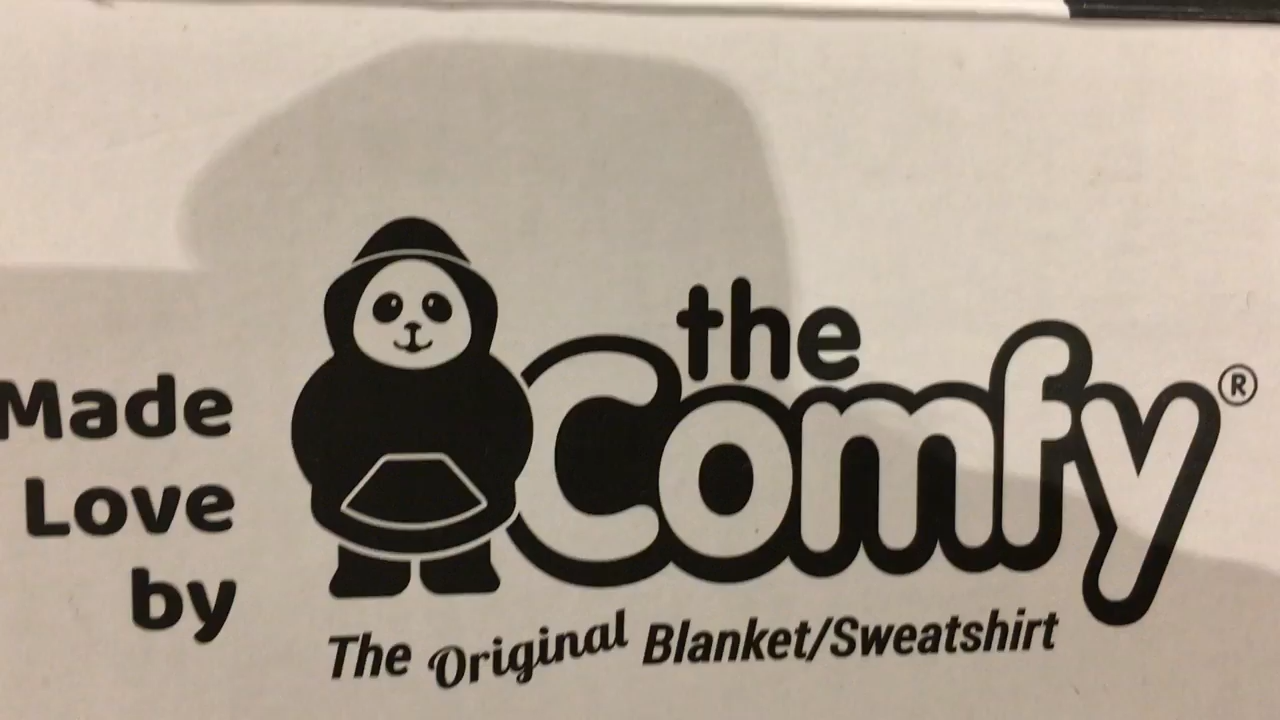 Made
Love
by
the
Comfy®
The Original Blanket/Sweatshirt